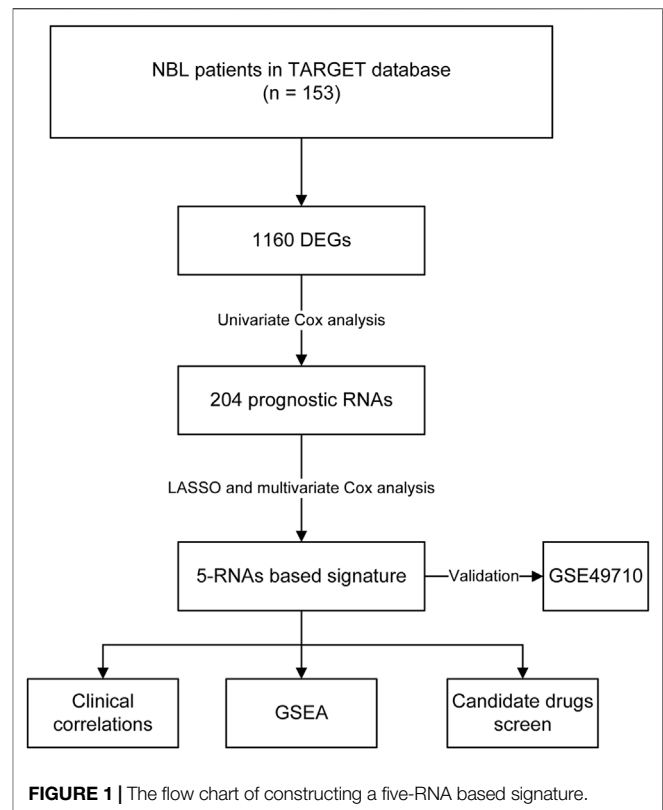 NBL patients in TARGET database
(n = 153)
1160 DEGs
Univariate Cox analysis
204 prognostic RNAs
LASSO and multivariate Cox analysis
5-RNAs based signature
Validation
GSE49710
Clinical
correlations
GSEA
Candidate drugs
screen
FIGURE 1 | The flow chart of constructing a five-RNA based signature.